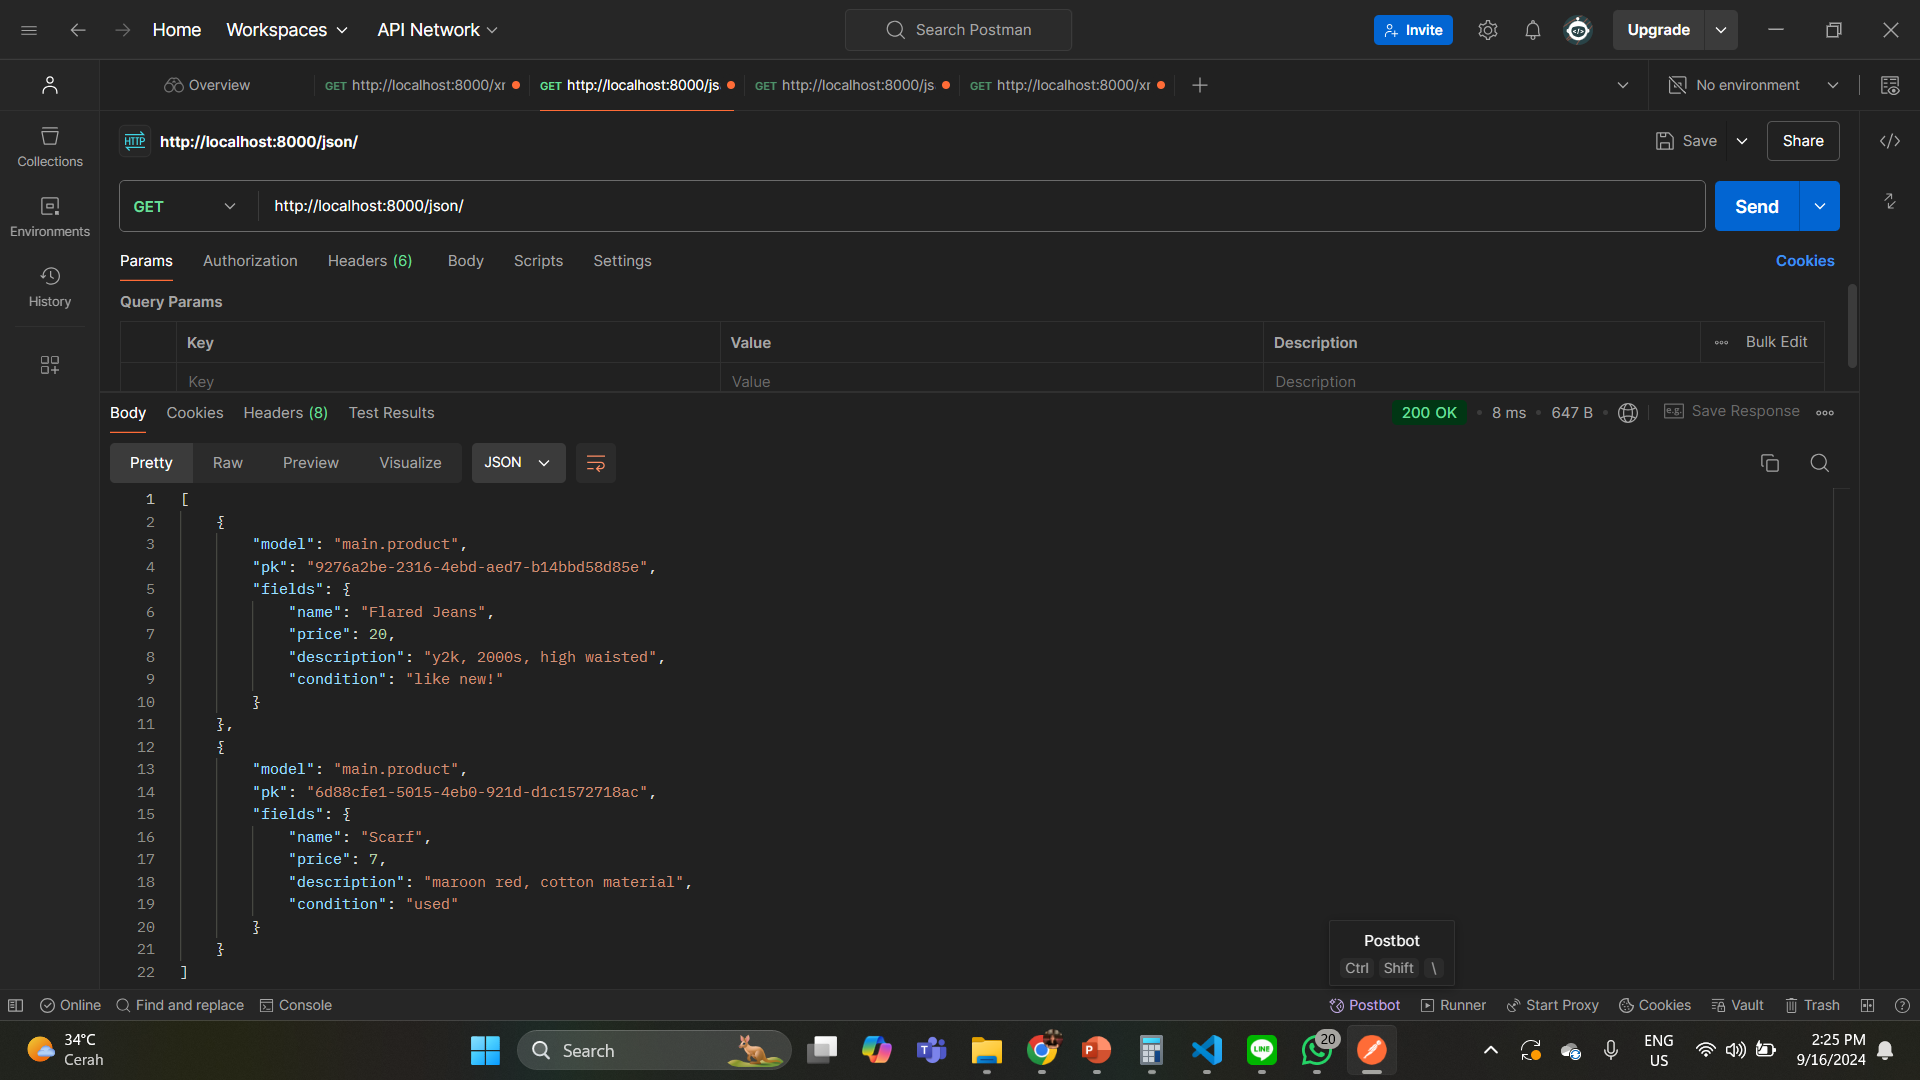 Home Workspaces API Network Search Postman Invite Upgrade
Overview GET http://localhost:8000/xr GET http://localhost:8000/js GET http://localhost:8000/js GET http://localhost:8000/xr No environment
HTTP http://localhost:8000/json/ Save Share
Collections
Environments
History
GET http://localhost:8000/json/ Send
Params Authorization Headers (6) Body Scripts Settings Cookies
Query Params
Key Value Description Bulk Edit
Key Value Description
Body Cookies Headers (8) Test Results 200 OK 8 ms 647 B e.g. Save Response
Pretty Raw Preview Visualize JSON
1 [
2 {
3 "model": "main.product",
4 "pk": "9276a2be-2316-4ebd-aed7-b14bbd58d85e",
5 "fields": {
6 "name": "Flared Jeans",
7 "price": 20,
8 "description": "y2k, 2000s, high waisted",
9 "condition": "like new!"
10 }
11 },
12 {
13 "model": "main.product",
14 "pk": "6d88cfe1-5015-4eb0-921d-d1c1572718ac",
15 "fields": {
16 "name": "Scarf",
17 "price": 7,
18 "description": "maroon red, cotton material",
19 "condition": "used"
20 }
21 }
22 ]
Postbot
Ctrl Shift \
Online Find and replace Console Postbot Runner Start Proxy Cookies Vault Trash
34°C
Cerah
Search
20
ENG
US
2:25 PM
9/16/2024